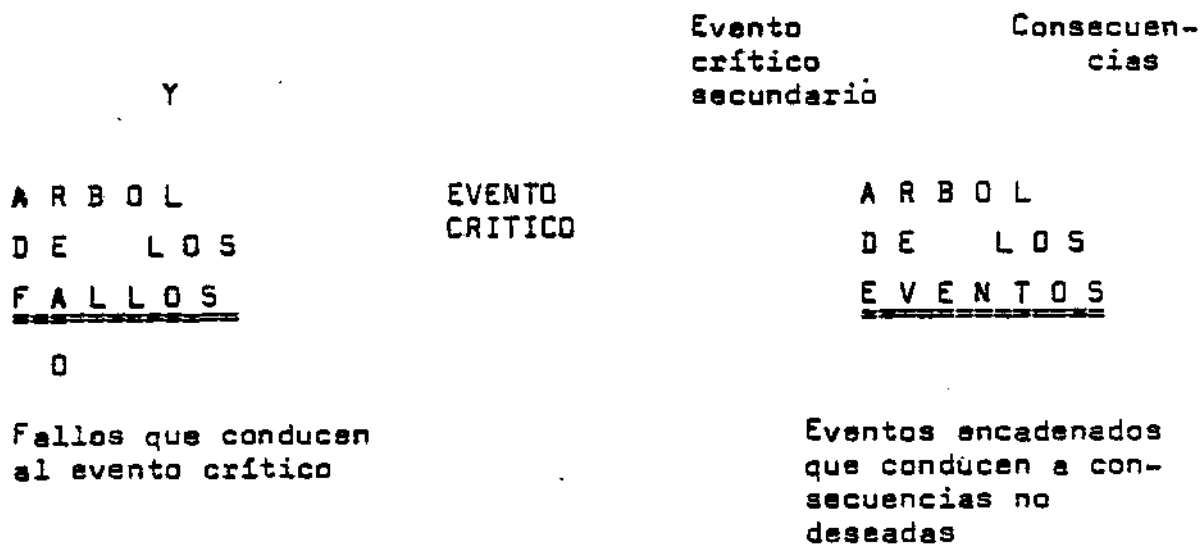 Evento Consecuen-
crítico cias
secundario
Y
A R B O L EVENTO A R B O L
D E L O S CRITICO D E L O S
F A L L O S E V E N T O S
O
Fallos que conducen Eventos encadenados
al evento crítico que conducen a con-
secuencias no
deseadas